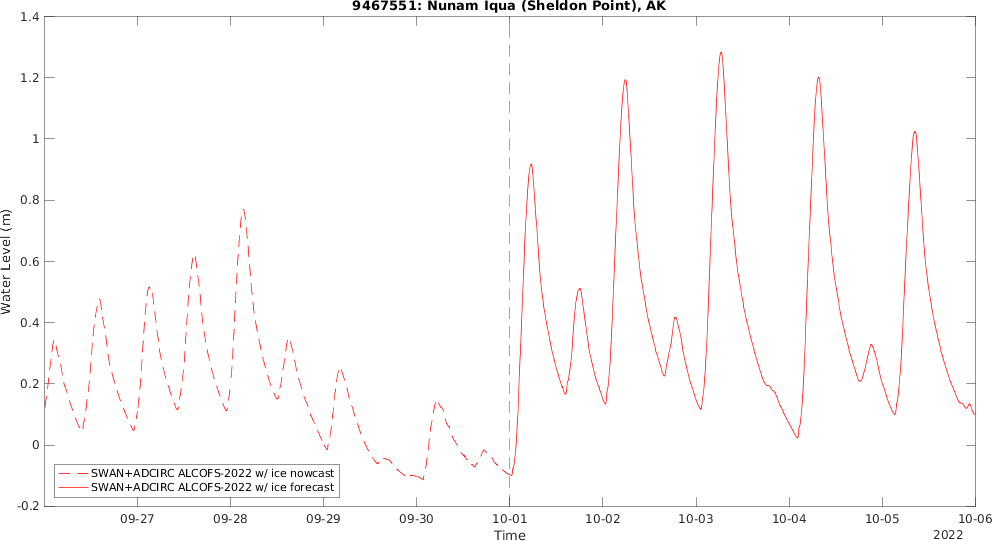 9467551: Nunam Iqua (Sheldon Point), AK
1.4
1.2
1
0.8
0.6
0.4
0.2
0
-0.2
Water Level (m)
SWAN+ADCIRC ALCOFS-2022 w/ ice nowcast
SWAN+ADCIRC ALCOFS-2022 w/ ice forecast
09-27 09-28 09-29 09-30 10-01 10-02 10-03 10-04 10-05 10-06
Time
2022